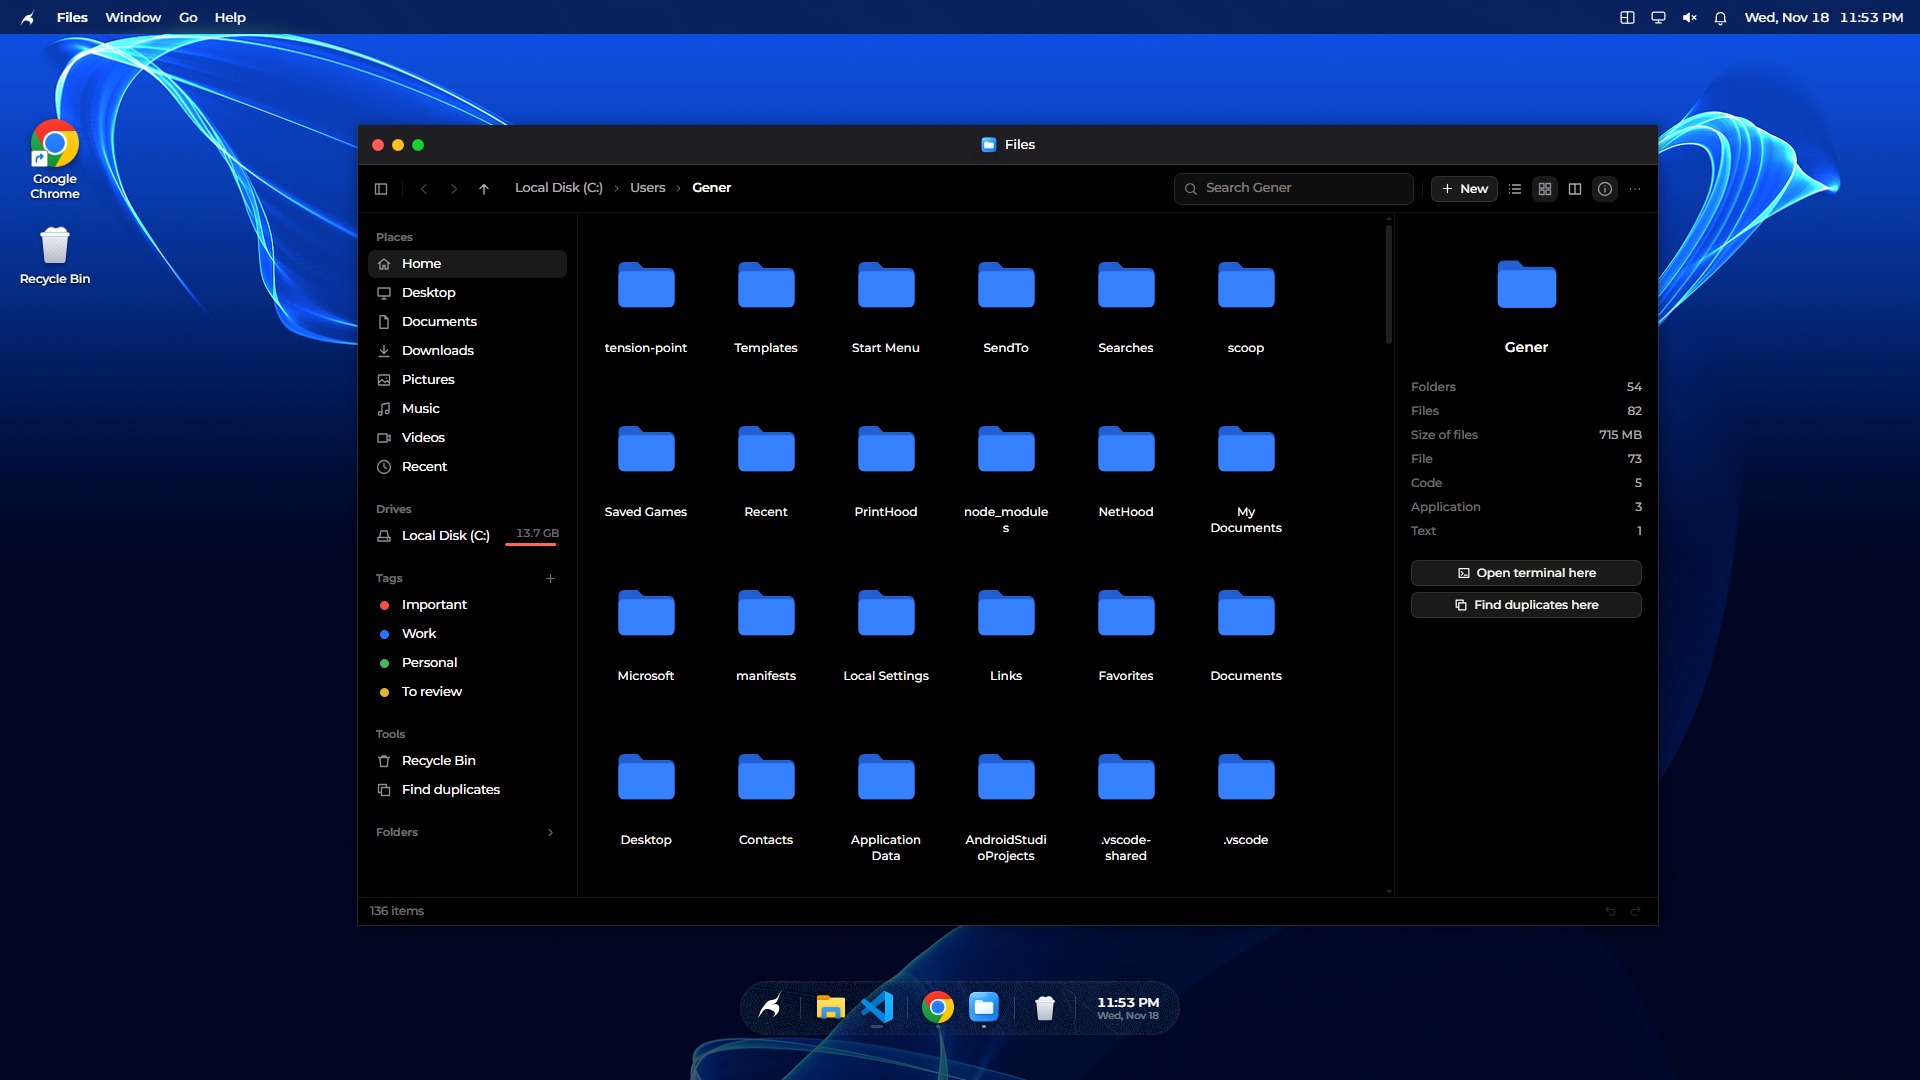 Files Window Go Help
Wed, Nov 18 11:53 PM
Google
Chrome
Recycle Bin
Files
Local Disk (C:) › Users › Gener
Search Gener
+ New
Places
Home
Desktop
Documents
Downloads
Pictures
Music
Videos
Recent
Drives
Local Disk (C:) 13.7 GB
Tags
Important
Work
Personal
To review
Tools
Recycle Bin
Find duplicates
Folders
tension-point Templates Start Menu SendTo Searches scoop
Saved Games Recent PrintHood node_module
s NetHood My
Documents
Microsoft manifests Local Settings Links Favorites Documents
Desktop Contacts Application
Data AndroidStudi
oProjects .vscode-
shared .vscode
Gener
Folders 54
Files 82
Size of files 715 MB
File 73
Code 5
Application 3
Text 1
Open terminal here
Find duplicates here
136 items
11:53 PM
Wed, Nov 18